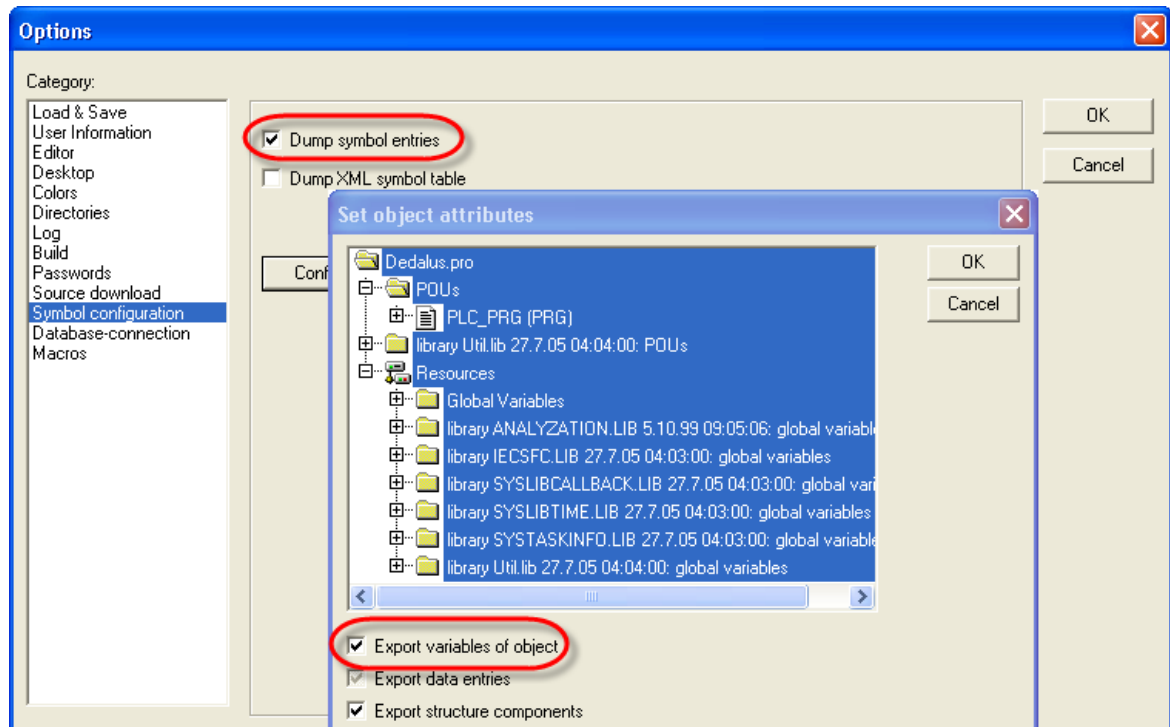 Options
Category:
Load & Save
User Information
Editor
Desktop
Colors
Directories
Log
Build
Passwords
Source download
Symbol configuration
Database-connection
Macros
Dump symbol entries
Dump XML symbol table
Conf
OK
Cancel
Set object attributes
Dedalus.pro
POUs
PLC_PRG (PRG)
library Util.lib 27.7.05 04:04:00: POUs
Resources
Global Variables
library ANALYZATION.LIB 5.10.99 09:05:06: global variabl
library IECSFC.LIB 27.7.05 04:03:00: global variables
library SYSLIBCALLBACK.LIB 27.7.05 04:03:00: global vari
library SYSLIBTIME.LIB 27.7.05 04:03:00: global variables
library SYSTASKINFO.LIB 27.7.05 04:03:00: global variable
library Util.lib 27.7.05 04:04:00: global variables
OK
Cancel
Export variables of object
Export data entries
Export structure components